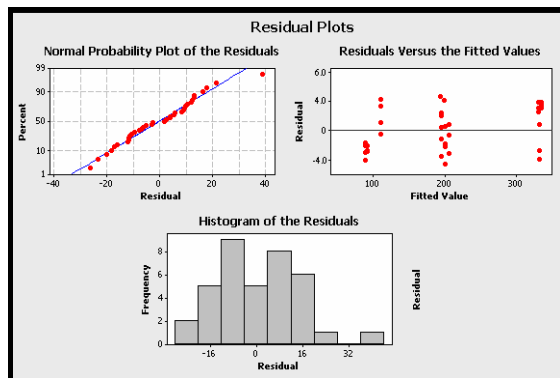 Residual Plots
Normal Probability Plot of the Residuals
99
90
50
10
1
Percent
-40
-20
0
20
40
Residual
Residuals Versus the Fitted Values
6.0
4.0
0
-4.0
Residual
100
200
300
Fitted Value
Histogram of the Residuals
8
6
4
2
0
Frequency
-16
0
16
32
Residual
Residual